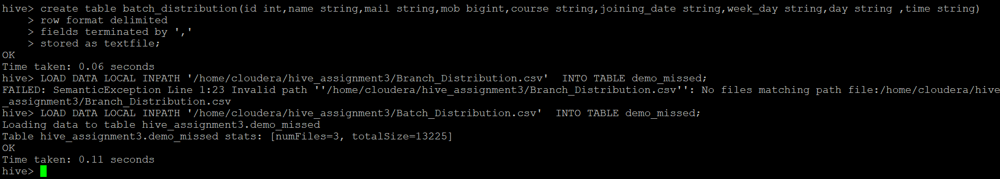 hive> create table batch_distribution(id int,name string,mail string,mob bigint,course string,joining_date string,week_day string,day string ,time string)
    > row format delimited
    > fields terminated by ','
    > stored as textfile;
OK
Time taken: 0.06 seconds
hive> LOAD DATA LOCAL INPATH '/home/cloudera/hive_assignment3/Branch_Distribution.csv'  INTO TABLE demo_missed;
FAILED: SemanticException Line 1:23 Invalid path ''/home/cloudera/hive_assignment3/Branch_Distribution.csv'': No files matching path file:/home/cloudera/hive
_assignment3/Branch_Distribution.csv
hive> LOAD DATA LOCAL INPATH '/home/cloudera/hive_assignment3/Batch_Distribution.csv'  INTO TABLE demo_missed;
Loading data to table hive_assignment3.demo_missed
Table hive_assignment3.demo_missed stats: [numFiles=3, totalSize=13225]
OK
Time taken: 0.11 seconds
hive>